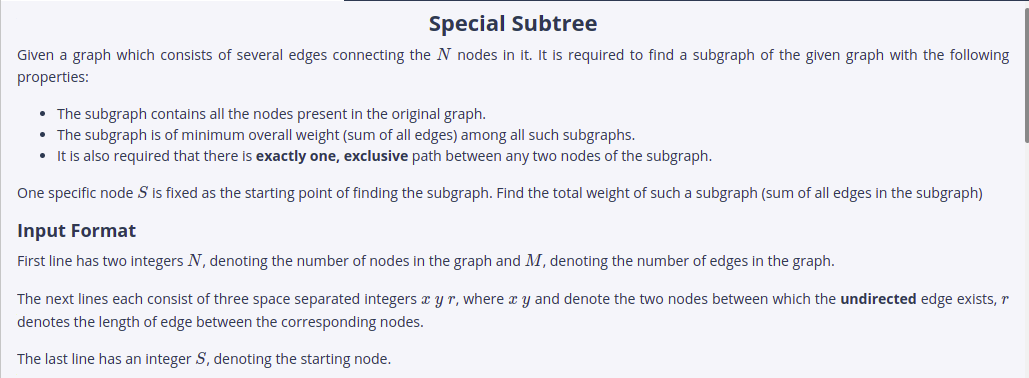 Special Subtree
Given a graph which consists of several edges connecting the N nodes in it. It is required to find a subgraph of the given graph with the following
properties:
• The subgraph contains all the nodes present in the original graph.
• The subgraph is of minimum overall weight (sum of all edges) among all such subgraphs.
• It is also required that there is exactly one, exclusive path between any two nodes of the subgraph.
One specific node S is fixed as the starting point of finding the subgraph. Find the total weight of such a subgraph (sum of all edges in the subgraph)
Input Format
First line has two integers N, denoting the number of nodes in the graph and M, denoting the number of edges in the graph.
The next lines each consist of three space separated integers x y r, where x y and denote the two nodes between which the undirected edge exists, r
denotes the length of edge between the corresponding nodes.
The last line has an integer S, denoting the starting node.